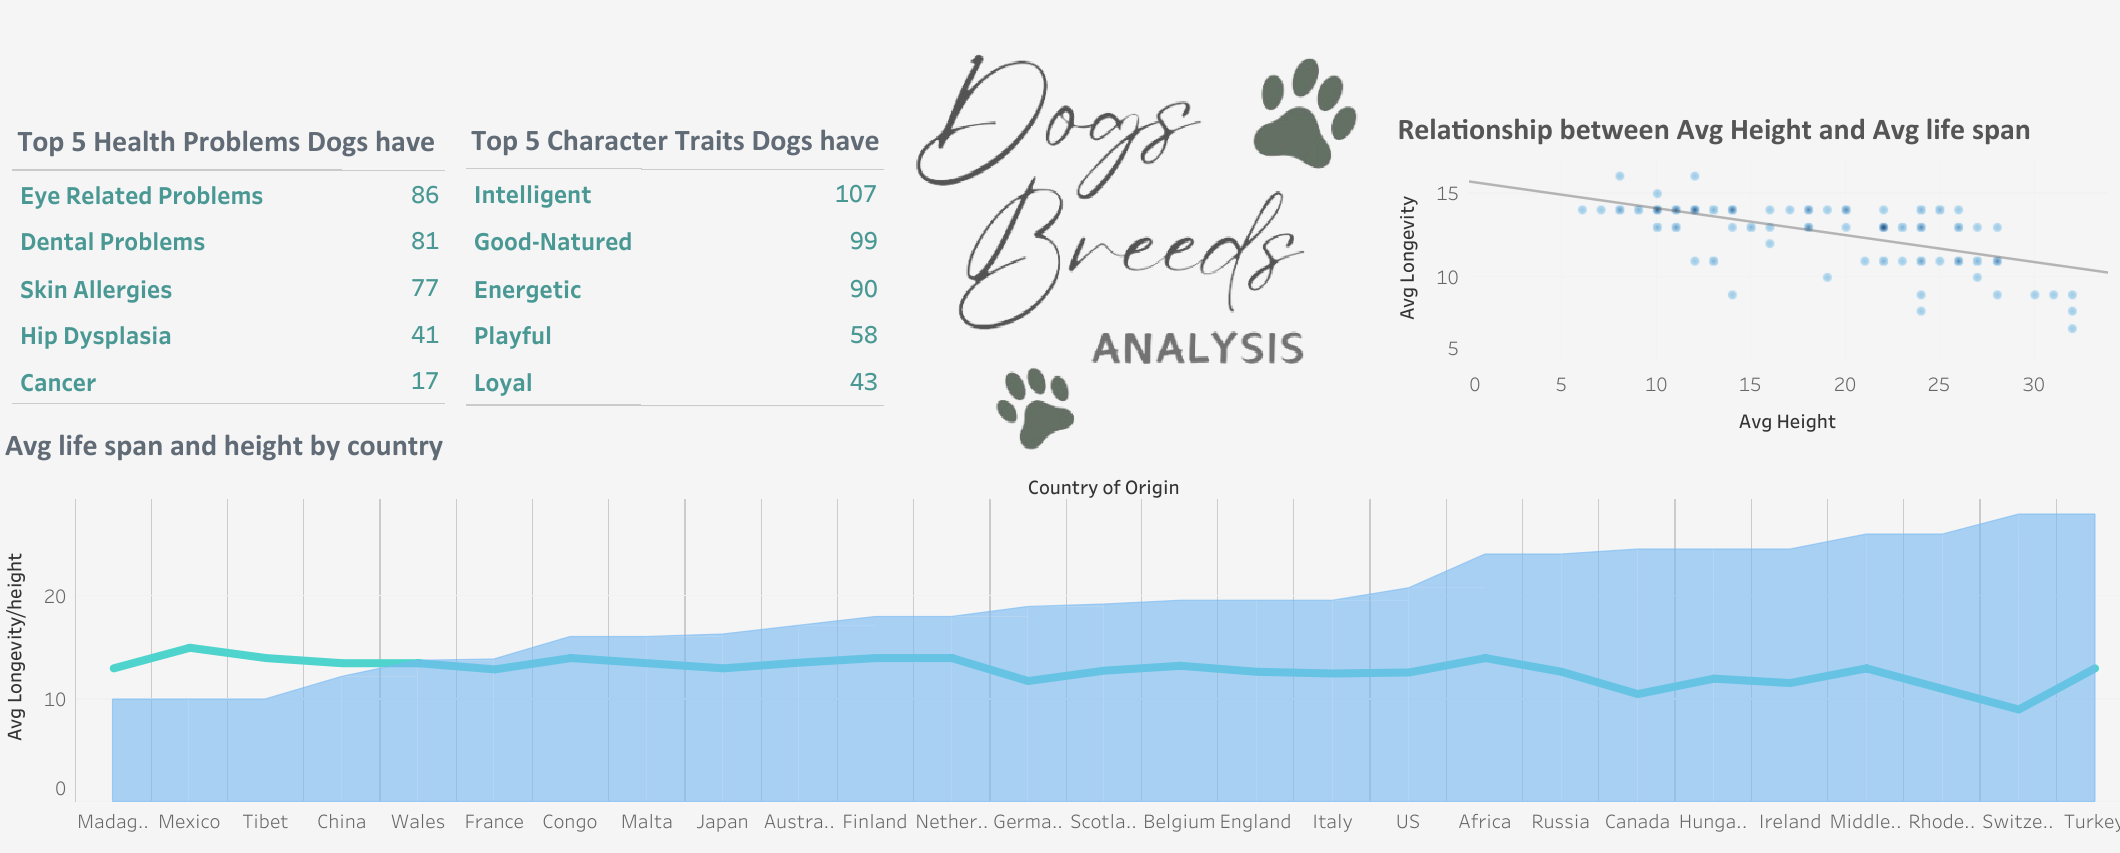 Dogs
Breeds
ANALYSIS
Top 5 Health Problems Dogs have
Eye Related Problems 86
Dental Problems 81
Skin Allergies 77
Hip Dysplasia 41
Cancer 17
Top 5 Character Traits Dogs have
Intelligent 107
Good-Natured 99
Energetic 90
Playful 58
Loyal 43
Relationship between Avg Height and Avg life span
Avg Longevity
15
10
5
0 5 10 15 20 25 30
Avg Height
Avg life span and height by country
Country of Origin
Avg Longevity/height
20
10
0
Madag.. Mexico Tibet China Wales France Congo Malta Japan Austra.. Finland Nether.. Germa.. Scotla.. Belgium England Italy US Africa Russia Canada Hunga.. Ireland Middle.. Rhode.. Switze.. Turkey